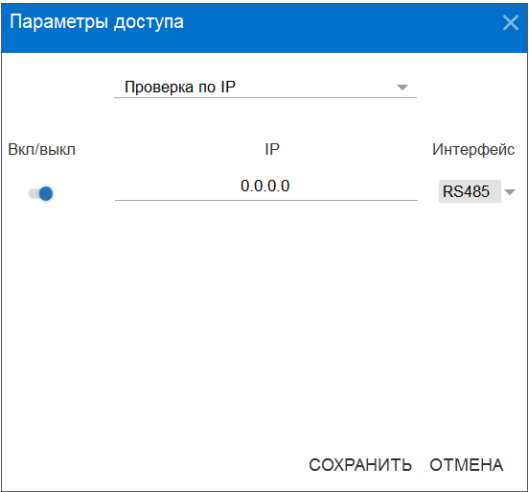 Параметры доступа
Проверка по IP
Вкл/выкл IP Интерфейс
0.0.0.0 RS485
СОХРАНИТЬ ОТМЕНА